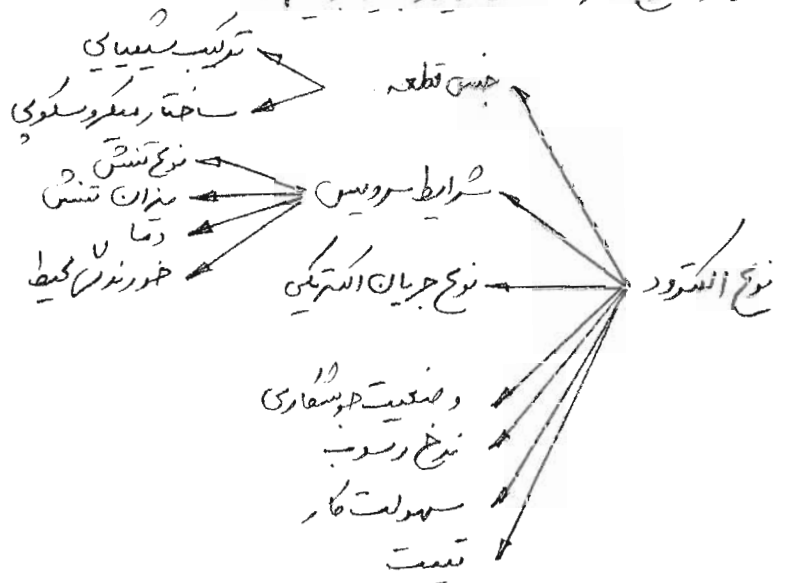 نوع الکترود
جنس قطعه
ترکیب شیمیایی
ساختار میکروسکوپی
شرایط سرویس
نوع تنش
میزان تنش
دما
خورندگی محیط
نوع جریان الکتریکی
وضعیت جوشکاری
نرخ رسوب
سهولت کار
قیمت